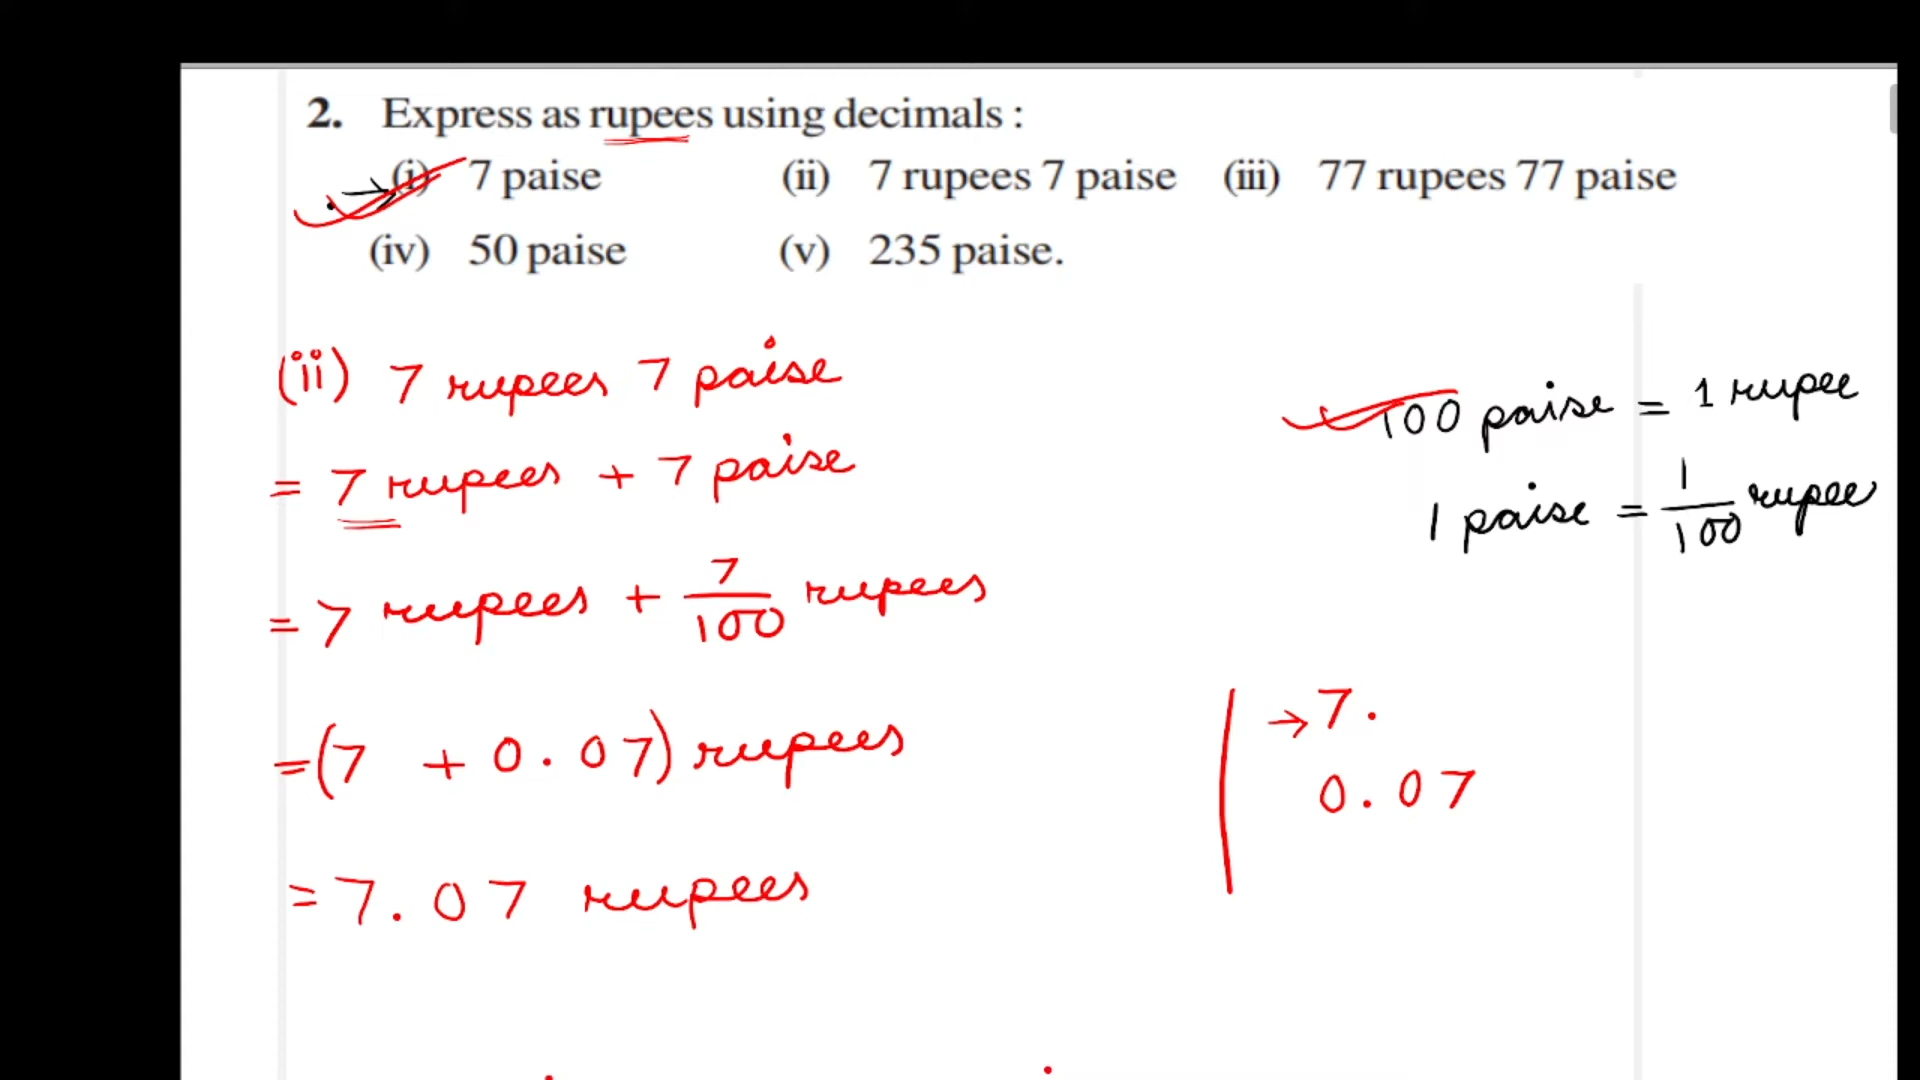 2. Express as rupees using decimals :
(i) 7 paise (ii) 7 rupees 7 paise (iii) 77 rupees 77 paise
(iv) 50 paise (v) 235 paise.
(ii) 7 rupees 7 paise
= 7 rupees + 7 paise
= 7 rupees + 7/100 rupees
= (7 + 0.07) rupees
= 7.07 rupees
100 paise = 1 rupee
1 paise = 1/100 rupee
→ 7.
0.07